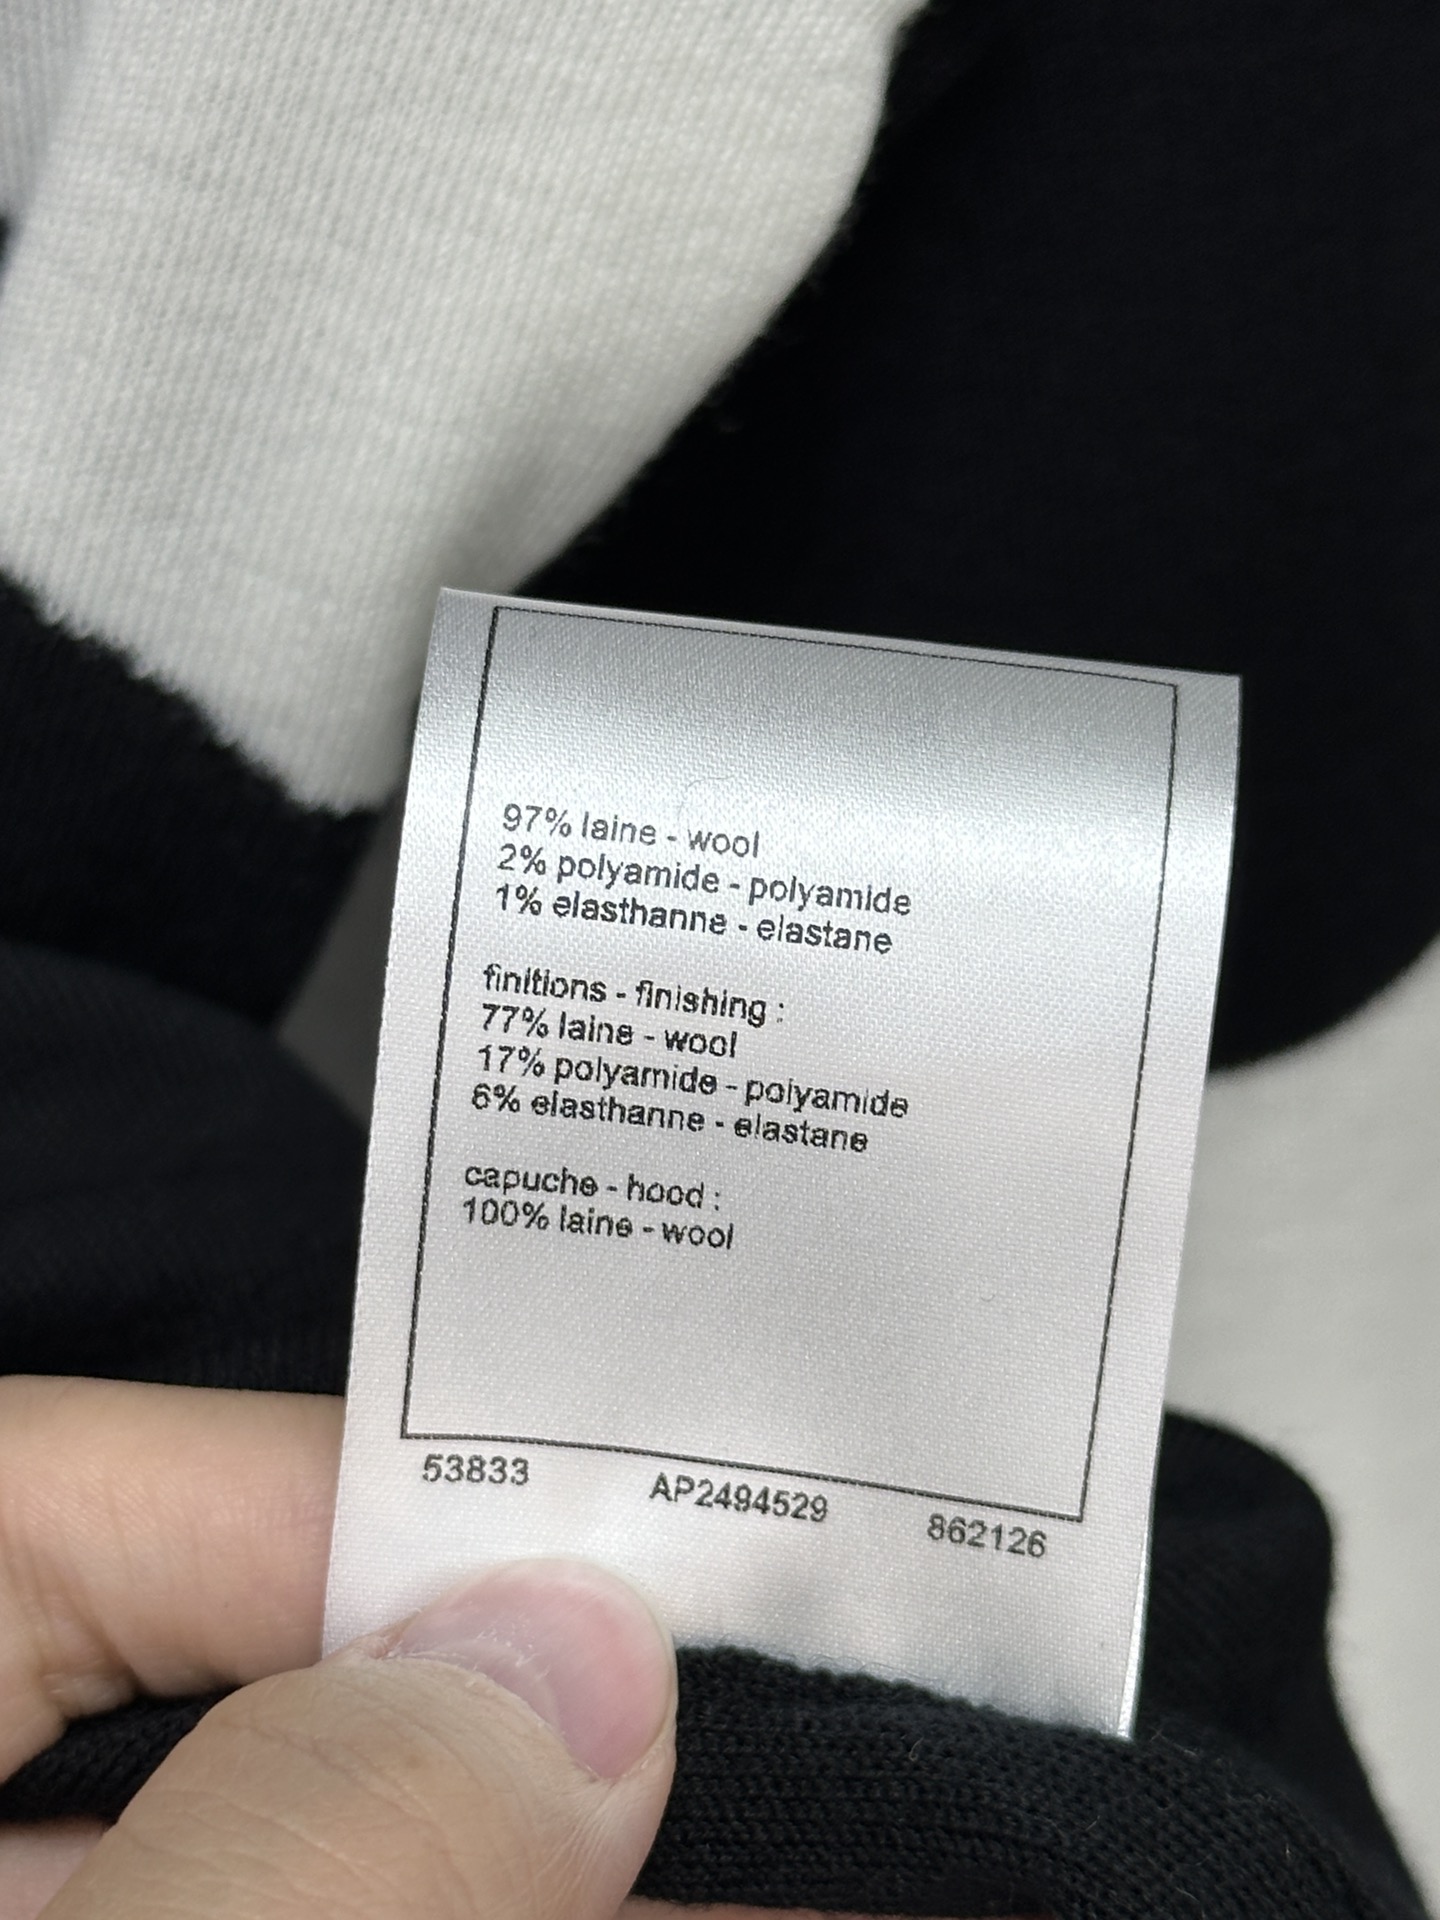 97% laine - wool
2% polyamide - polyamide
1% elasthanne - elastane
finitions - finishing :
77% laine - wool
17% polyamide - polyamide
6% elasthanne - elastane
capuche - hood :
100% laine - wool
53833 AP2494529 862126